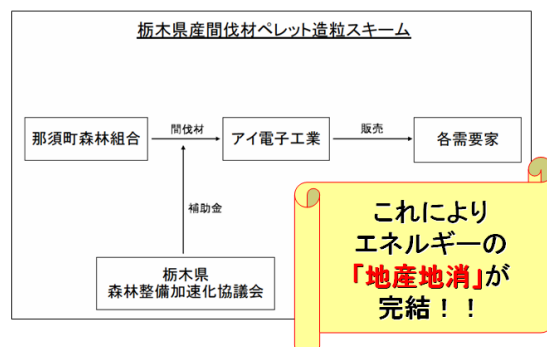 栃木県産間伐材ペレット造粒スキーム
那須町森林組合
間伐材
アイ電子工業
販売
各需要家
補助金
栃木県
森林整備加速化協議会
これにより
エネルギーの
「地産地消」が
完結！！